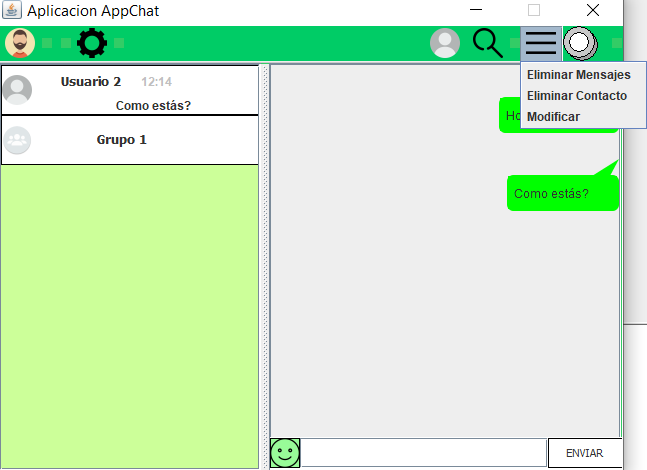 Aplicacion AppChat
Eliminar Mensajes
Eliminar Contacto
Modificar
Usuario 2 12:14
Como estás?
Grupo 1
Como estás?
ENVIAR